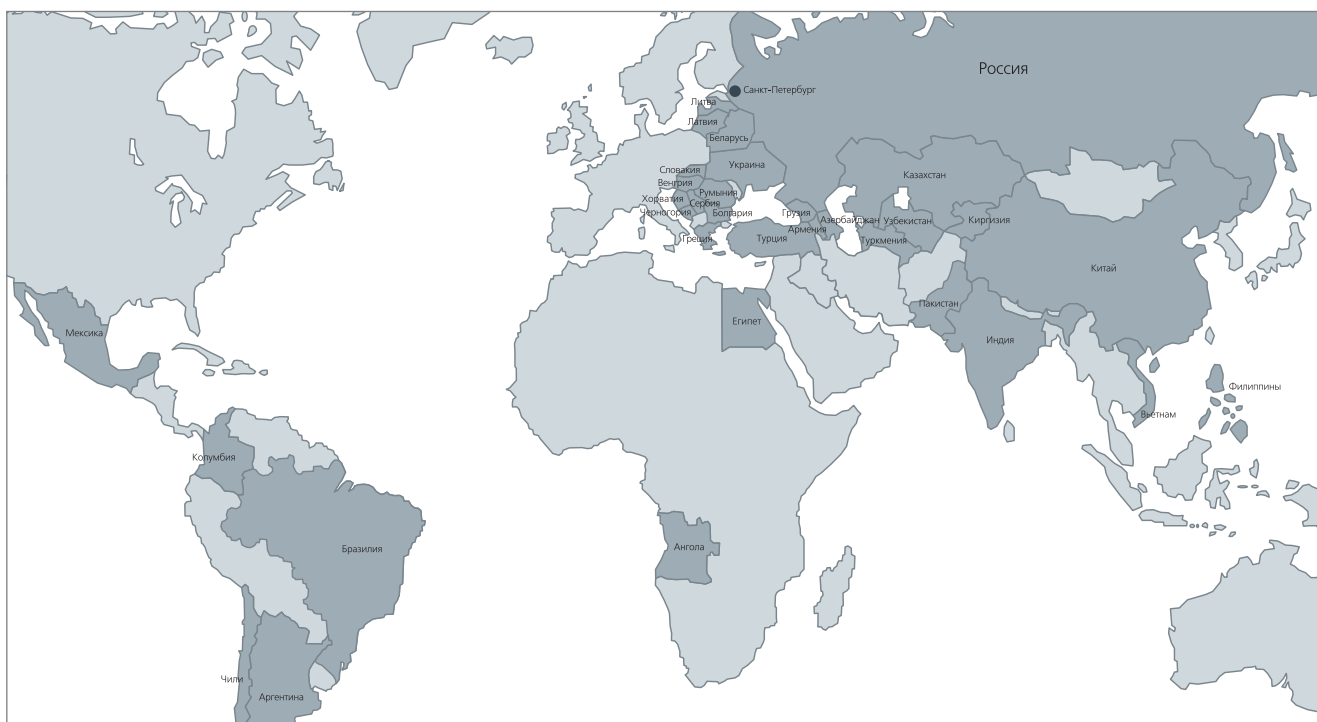 Россия
Санкт-Петербург
Литва
Латвия
Беларусь
Украина
Словакия
Казахстан
Венгрия
Румыния
Хорватия
Сербия
Черногория
Болгария
Грузия
Азербайджан
Узбекистан
Киргизия
Армения
Греция
Турция
Туркмения
Китай
Пакистан
Египет
Мексика
Индия
Филиппины
Вьетнам
Колумбия
Ангола
Бразилия
Чили
Аргентина